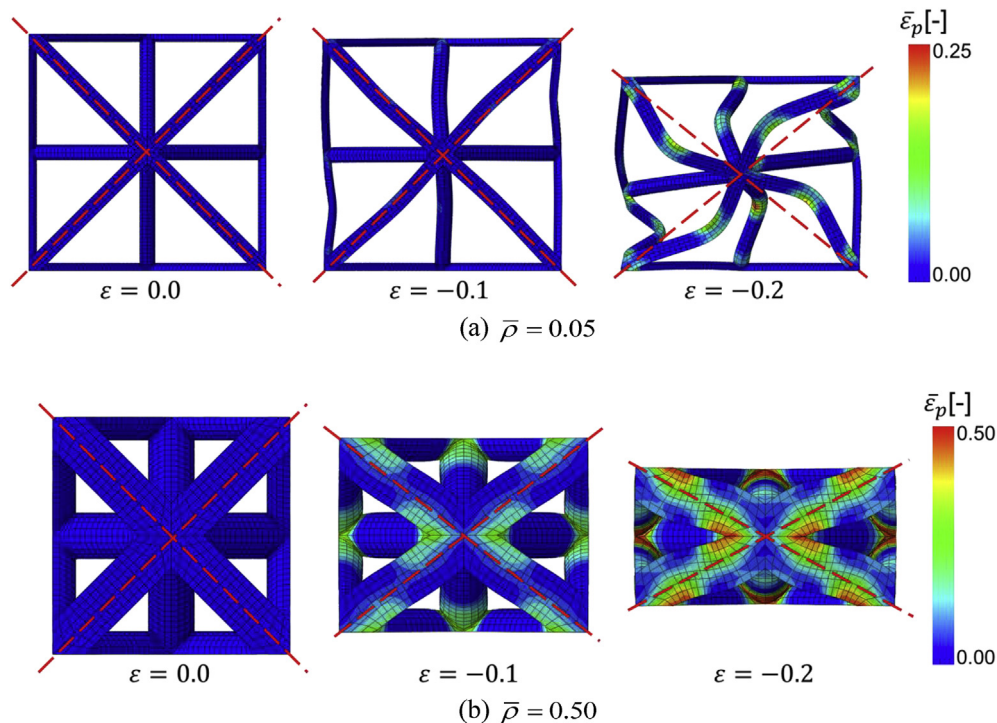 ε̄ₚ[-]
0.25
0.00
ε = 0.0
ε = −0.1
ε = −0.2
(a) ρ̄ = 0.05
ε̄ₚ[-]
0.50
0.00
ε = 0.0
ε = −0.1
ε = −0.2
(b) ρ̄ = 0.50